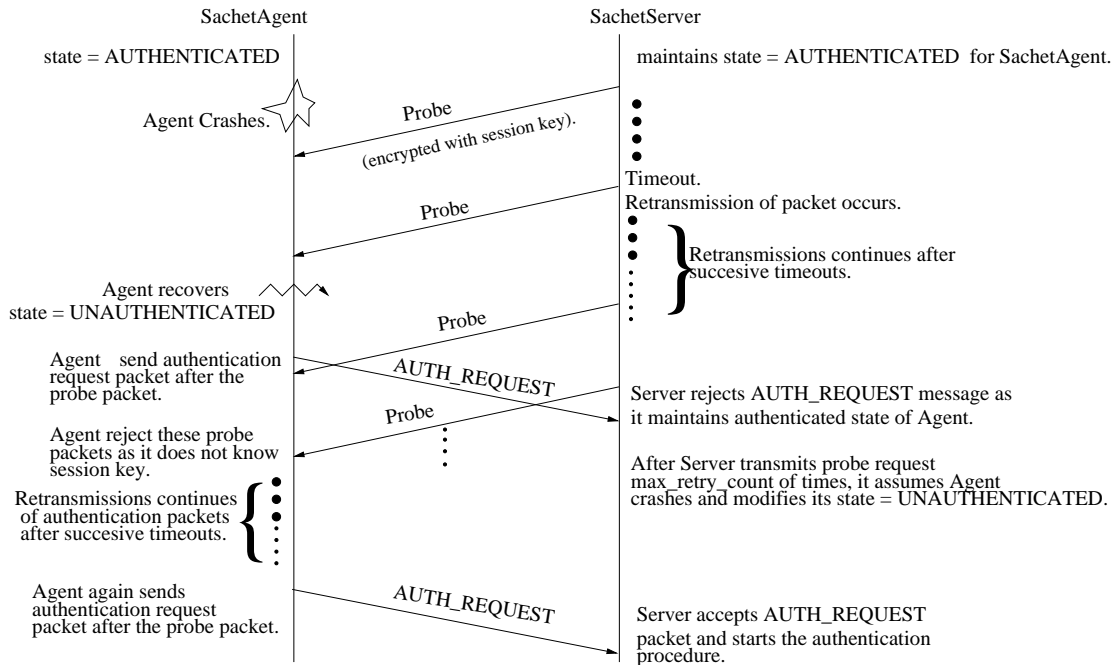 SachetAgent
SachetServer
state = AUTHENTICATED
maintains state = AUTHENTICATED for SachetAgent.
Agent Crashes.
Probe
(encrypted with session key).
Timeout.
Retransmission of packet occurs.
Probe
Retransmissions continues after
succesive timeouts.
Agent recovers
state = UNAUTHENTICATED
Probe
Agent send authentication
request packet after the
probe packet.
AUTH_REQUEST
Server rejects AUTH_REQUEST message as
it maintains authenticated state of Agent.
Probe
Agent reject these probe
packets as it does not know
session key.
After Server transmits probe request
max_retry_count of times, it assumes Agent
crashes and modifies its state = UNAUTHENTICATED.
Retransmissions continues
of authentication packets
after succesive timeouts.
Agent again sends
authentication request
packet after the probe packet.
AUTH_REQUEST
Server accepts AUTH_REQUEST
packet and starts the authentication
procedure.